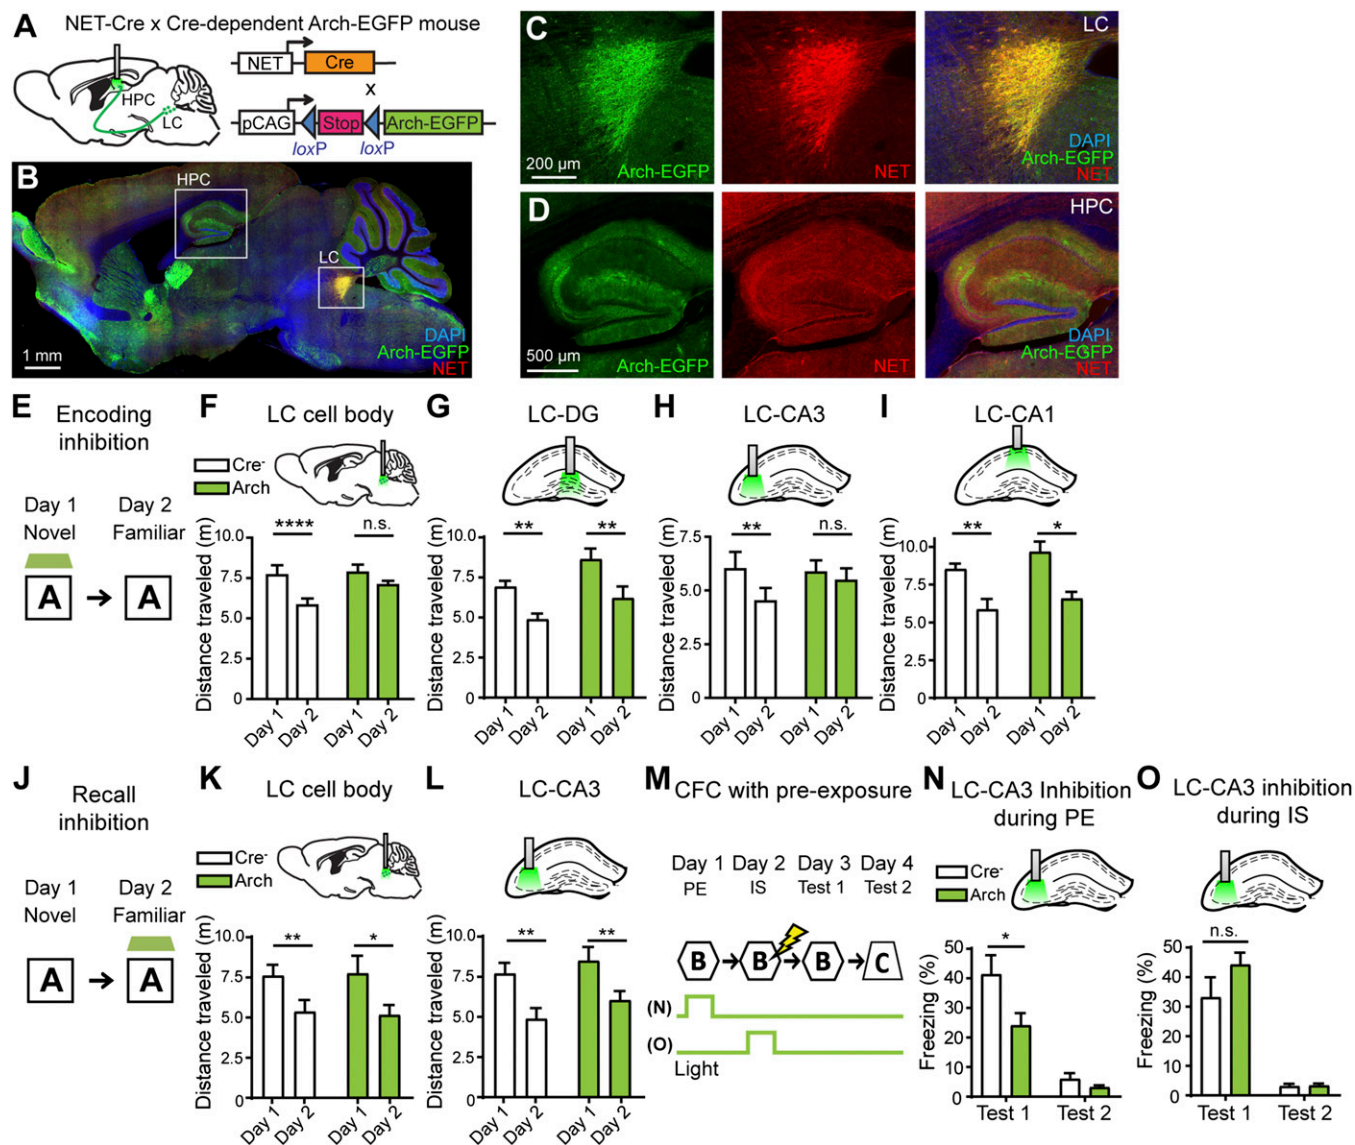 A NET-Cre x Cre-dependent Arch-EGFP mouse
HPC
LC
NET Cre
x
pCAG Stop Arch-EGFP
loxP loxP
B
HPC
LC
1 mm
DAPI
Arch-EGFP
NET
C
LC
200 µm
Arch-EGFP
NET
DAPI
Arch-EGFP
NET
D
HPC
500 µm
Arch-EGFP
NET
DAPI
Arch-EGFP
NET
E
Encoding
inhibition
Day 1 Day 2
Novel Familiar
A A
F
LC cell body
Cre-
Arch
**** n.s.
Distance traveled (m)
10.0
7.5
5.0
2.5
0
Day 1 Day 2 Day 1 Day 2
G
LC-DG
** **
Distance traveled (m)
10.0
7.5
5.0
2.5
0
Day 1 Day 2 Day 1 Day 2
H
LC-CA3
** n.s.
Distance traveled (m)
7.5
5.0
2.5
0
Day 1 Day 2 Day 1 Day 2
I
LC-CA1
** *
Distance traveled (m)
10.0
7.5
5.0
2.5
0
Day 1 Day 2 Day 1 Day 2
J
Recall
inhibition
Day 1 Day 2
Novel Familiar
A A
K
LC cell body
Cre-
Arch
** *
Distance traveled (m)
10.0
7.5
5.0
2.5
0
Day 1 Day 2 Day 1 Day 2
L
LC-CA3
** **
Distance traveled (m)
10.0
7.5
5.0
2.5
0
Day 1 Day 2 Day 1 Day 2
M
CFC with pre-exposure
Day 1 Day 2 Day 3 Day 4
PE IS Test 1 Test 2
B B B C
(N)
(O)
Light
N
LC-CA3 Inhibition
during PE
Cre-
Arch
*
Freezing (%)
50
40
30
20
10
0
Test 1 Test 2
O
LC-CA3 inhibition
during IS
n.s.
Freezing (%)
50
40
30
20
10
0
Test 1 Test 2